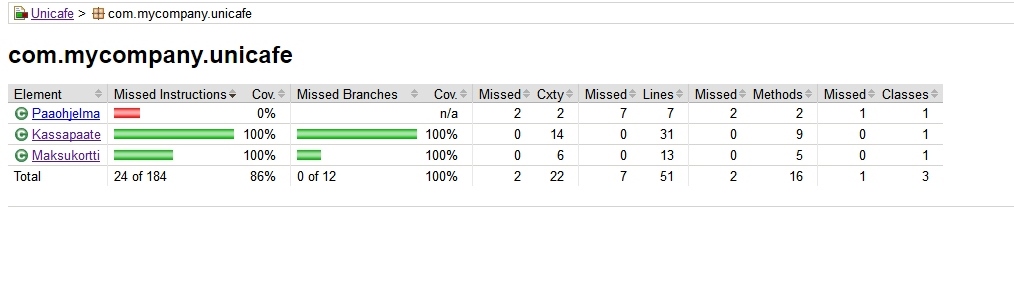 Unicafe > com.mycompany.unicafe
com.mycompany.unicafe
Element Missed Instructions Cov. Missed Branches Cov. Missed Cxty Missed Lines Missed Methods Missed Classes
C Paaohjelma 0% n/a 2 2 7 7 2 2 1 1
C Kassapaate 100% 100% 0 14 0 31 0 9 0 1
C Maksukortti 100% 100% 0 6 0 13 0 5 0 1
Total 24 of 184 86% 0 of 12 100% 2 22 7 51 2 16 1 3